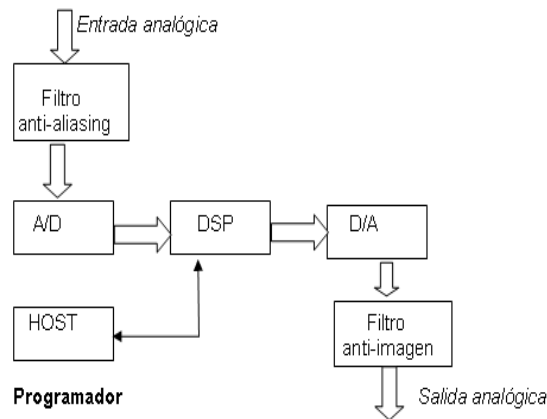 Entrada analógica
Filtro
anti-aliasing
A/D
DSP
D/A
HOST
Filtro
anti-imagen
Programador
Salida analógica